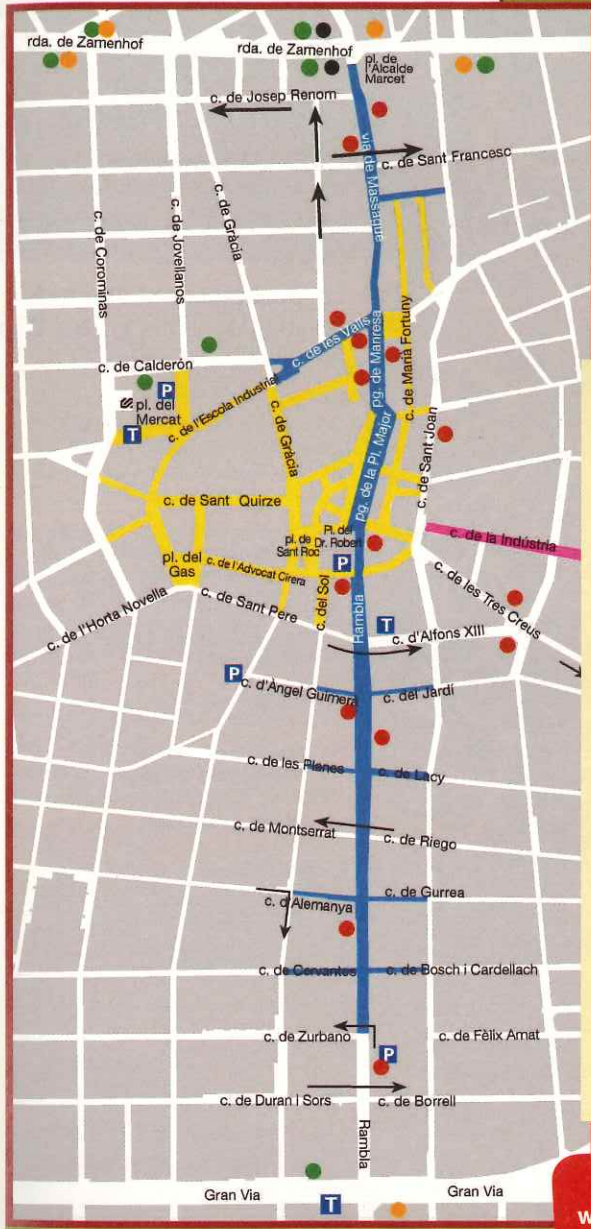 rda. de Zamenhof
rda. de Zamenhof
pl. de
l'Alcalde
Marcet
c. de Josep Renom
via de Massagué
c. de Sant Francesc
c. de Corominas
c. de Jovellanos
c. de Gràcia
c. de les Valls
pg. de Manresa
c. de Marià Fortuny
c. de Calderón
P
pl. del
Mercat
T
c. de l'Escola Industrial
c. de Gràcia
pg. de la Pl. Major
c. de Sant Joan
c. de Sant Quirze
pl. de
Sant Roc
Pl. del
Dr. Robert
P
c. de la Indústria
pl. del
Gas
c. de l'Advocat Cirera
c. del Sol
c. de les Tres Creus
c. de l'Horta Novella
c. de Sant Pere
Rambla
T
c. d'Alfons XIII
P
c. d'Àngel Guimerà
c. del Jardí
c. de les Planes
c. de Lacy
c. de Montserrat
c. de Riego
c. d'Alemanya
c. de Gurrea
c. de Cervantes
c. de Bosch i Cardellach
c. de Zurbano
P
c. de Fèlix Amat
c. de Duran i Sors
c. de Borrell
Rambla
Gran Via
T
Gran Via
w